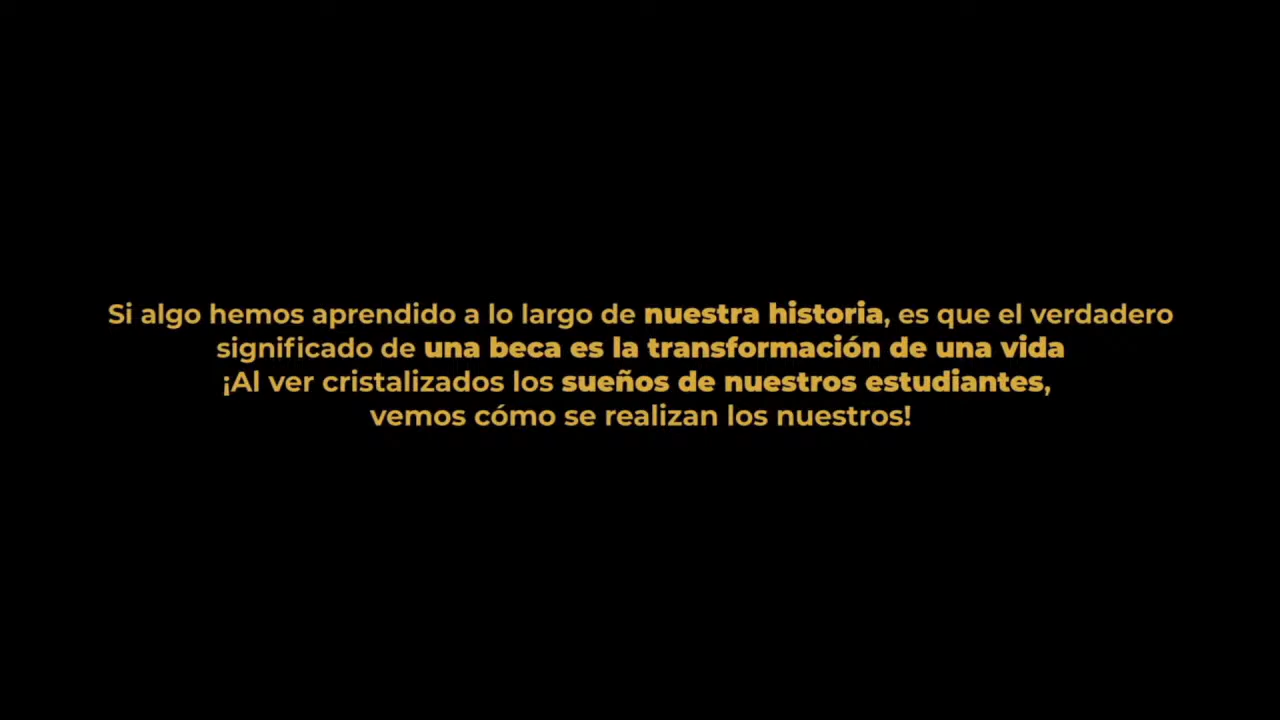 Si algo hemos aprendido a lo largo de nuestra historia, es que el verdadero
significado de una beca es la transformación de una vida
¡Al ver cristalizados los sueños de nuestros estudiantes,
vemos cómo se realizan los nuestros!